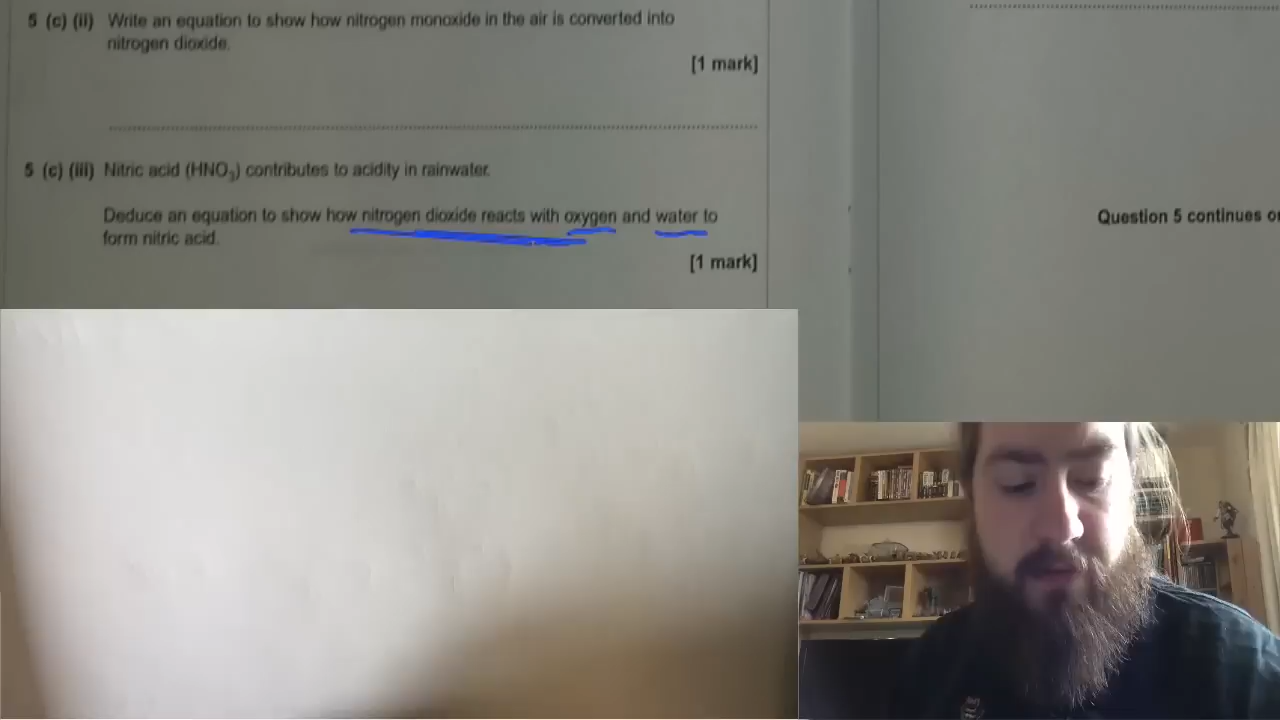 5 (c) (ii) Write an equation to show how nitrogen monoxide in the air is converted into
nitrogen dioxide.
[1 mark]
5 (c) (iii) Nitric acid (HNO₃) contributes to acidity in rainwater.
Deduce an equation to show how nitrogen dioxide reacts with oxygen and water to
form nitric acid.
[1 mark]
Question 5 continues